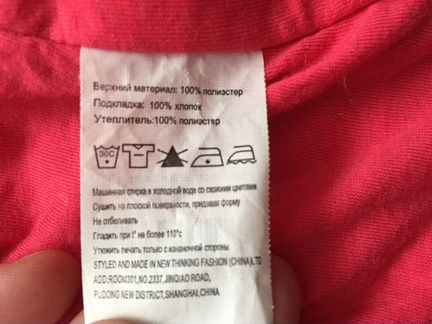 Верхний материал: 100% полиэстер
Подкладка: 100% хлопок
Утеплитель:100% полиэстер
30C
Машинная стирка в холодной воде со схожими цветами
Сушить на плоской поверхности, придавая форму
Не отбеливать
Гладить при t° не более 110°c
Утюжить печать только с изнаночной стороны
STYLED AND MADE IN NEW THINKING FASHION (CHINA),LTD
ADD:ROOM301,NO.2337,JINQIAO ROAD,
PUDONG NEW DISTRICT,SHANGHAI,CHINA